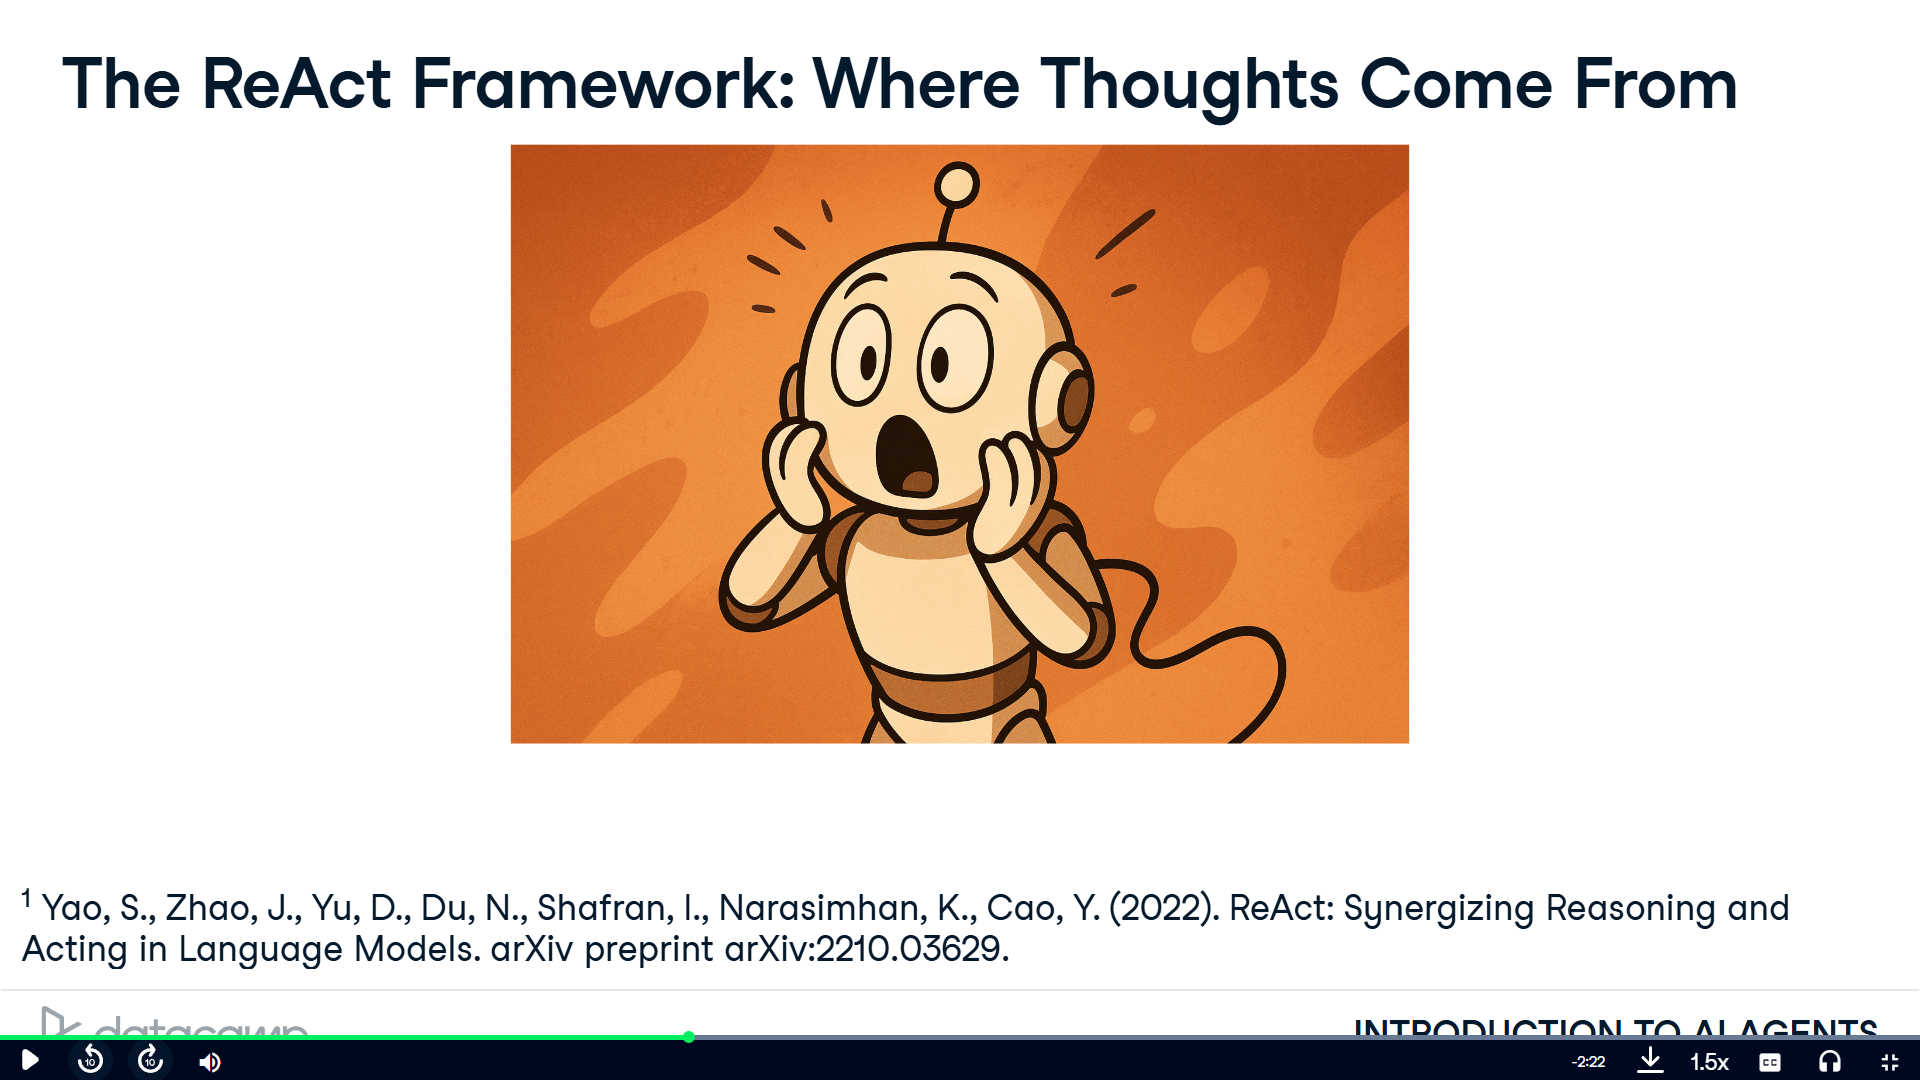 The ReAct Framework: Where Thoughts Come From
1 Yao, S., Zhao, J., Yu, D., Du, N., Shafran, I., Narasimhan, K., Cao, Y. (2022). ReAct: Synergizing Reasoning and
Acting in Language Models. arXiv preprint arXiv:2210.03629.
datacamp
INTRODUCTION TO AI AGENTS
10
10
-2:22
1.5x
CC